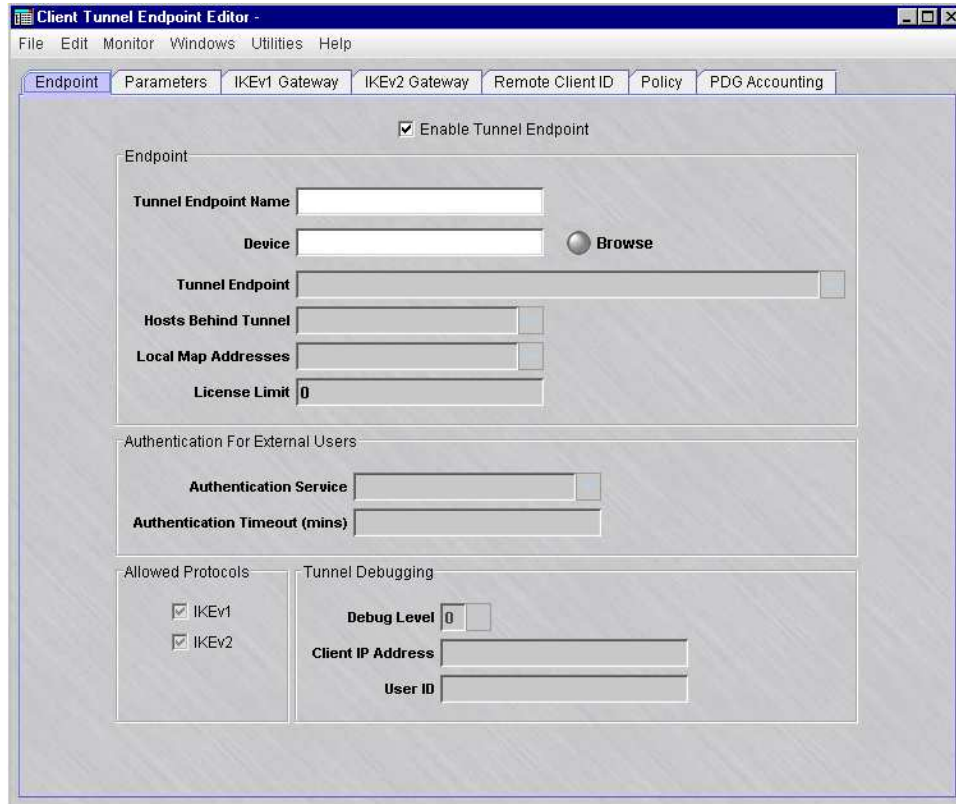 Client Tunnel Endpoint Editor -
File Edit Monitor Windows Utilities Help
Endpoint Parameters IKEv1 Gateway IKEv2 Gateway Remote Client ID Policy PDG Accounting
Enable Tunnel Endpoint
Endpoint
Tunnel Endpoint Name
Device Browse
Tunnel Endpoint
Hosts Behind Tunnel
Local Map Addresses
License Limit 0
Authentication For External Users
Authentication Service
Authentication Timeout (mins)
Allowed Protocols
IKEv1
IKEv2
Tunnel Debugging
Debug Level 0
Client IP Address
User ID